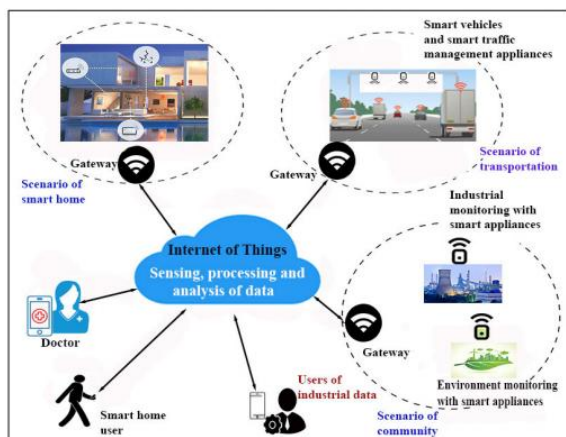 Smart vehicles
and smart traffic
management appliances
Gateway
Scenario of
smart home
Gateway
Scenario of
transportation
Internet of Things
Sensing, processing and
analysis of data
Industrial
monitoring with
smart appliances
Doctor
Gateway
Environment monitoring
with smart appliances
Smart home
user
Users of
industrial data
Scenario of
community